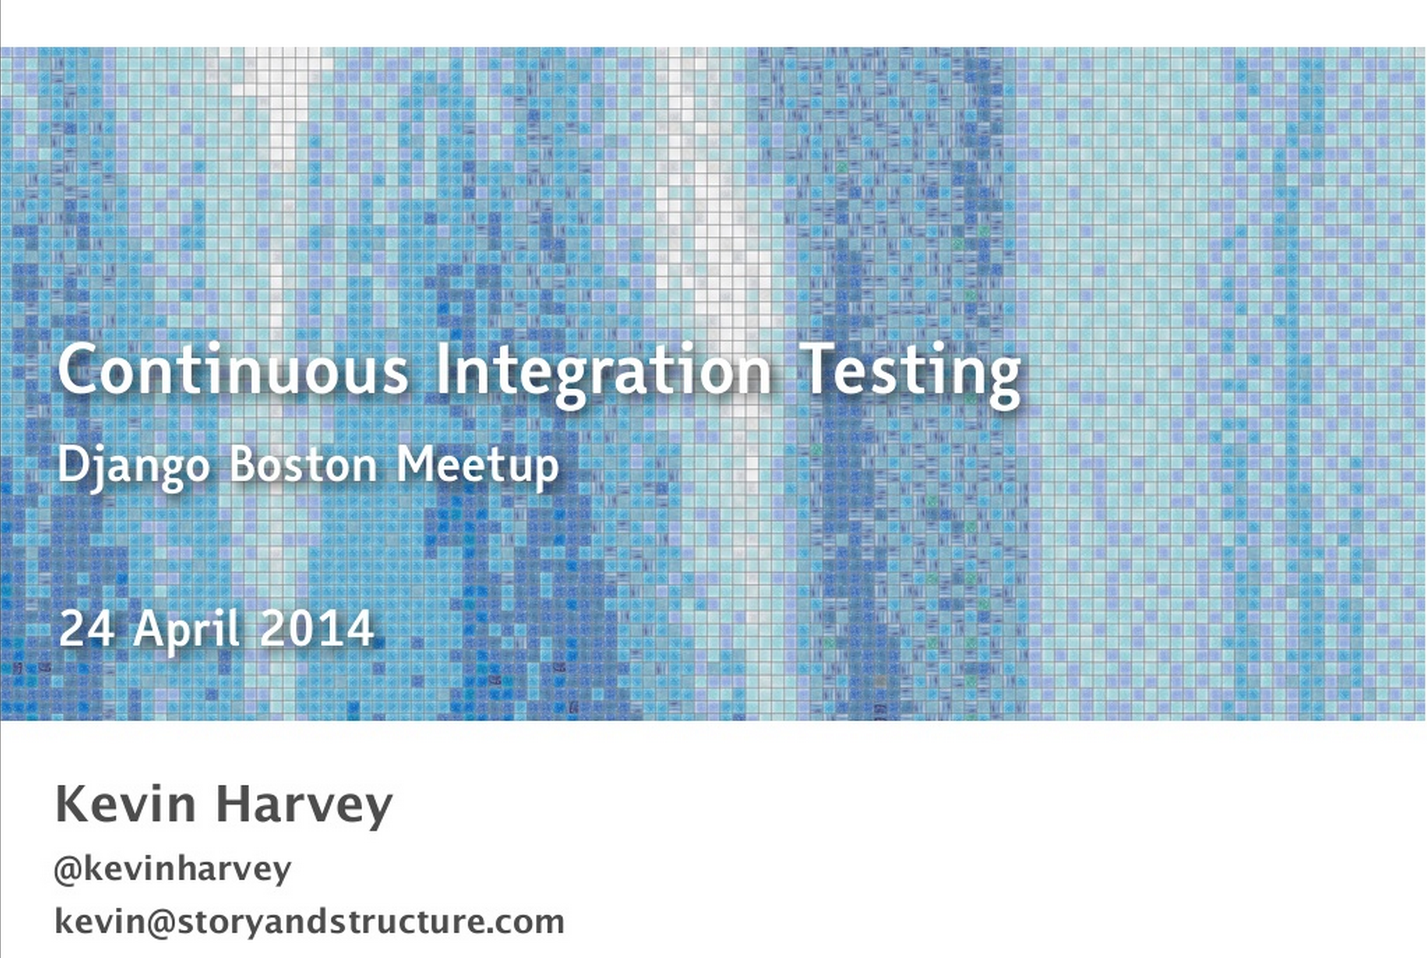 Continuous Integration Testing
Django Boston Meetup
24 April 2014
Kevin Harvey
@kevinharvey
kevin@storyandstructure.com